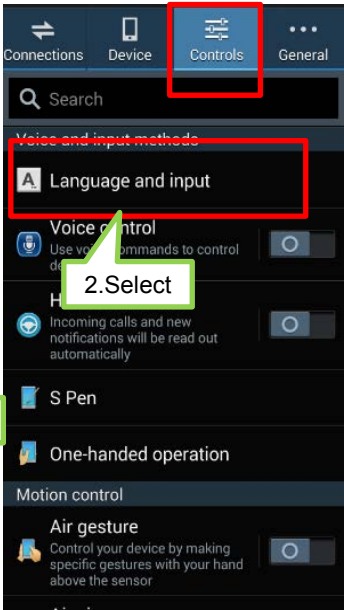 Connections Device Controls General
Search
Voice and input methods
Language and input
Voice control
Use voice commands to control
2.Select
Incoming calls and new
notifications will be read out
automatically
S Pen
One-handed operation
Motion control
Air gesture
Control your device by making
specific gestures with your hand
above the sensor